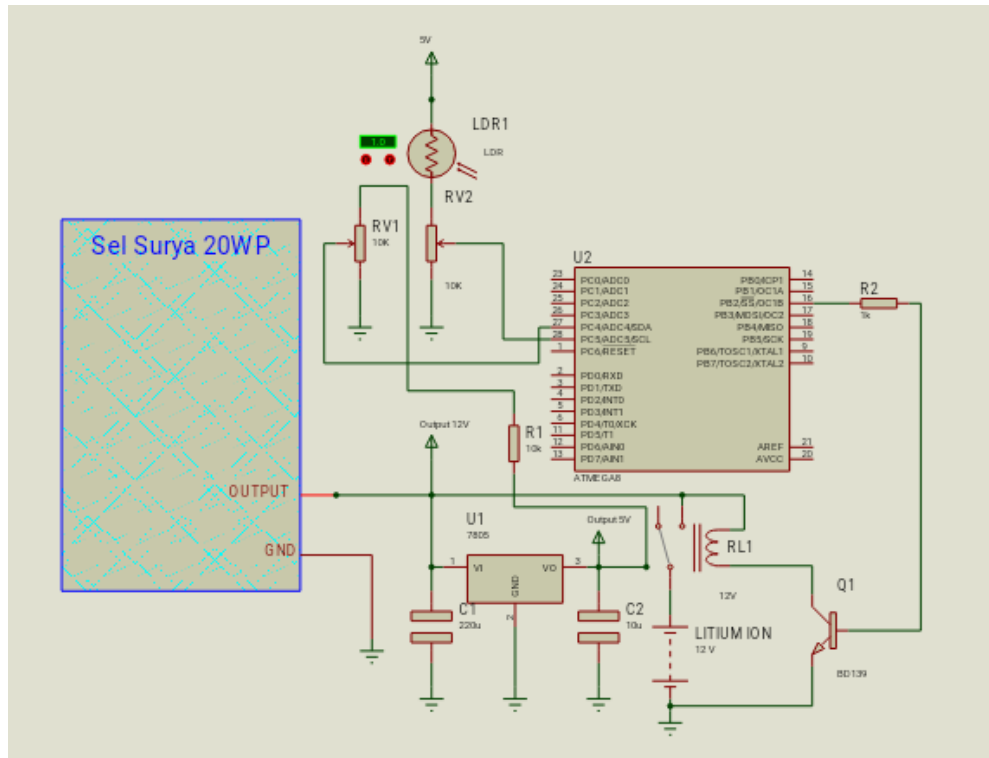 5V
LDR1
LDR
1.0
RV2
RV1
10K
10K
Sel Surya 20WP
OUTPUT
GND
U2
23
24
25
26
27
28
1
2
3
4
5
6
11
12
13
PC0/ADC0
PC1/ADC1
PC2/ADC2
PC3/ADC3
PC4/ADC4/SDA
PC5/ADC5/SCL
PC6/RESET
PD0/RXD
PD1/TXD
PD2/INT0
PD3/INT1
PD4/T0/XCK
PD5/T1
PD6/AIN0
PD7/AIN1
PB0/ICP1
PB1/OC1A
PB2/SS/OC1B
PB3/MOSI/OC2
PB4/MISO
PB5/SCK
PB6/TOSC1/XTAL1
PB7/TOSC2/XTAL2
AREF
AVCC
14
15
16
17
18
19
9
10
21
20
ATMEGA8
R2
1k
Output 12V
R1
10k
U1
7805
1
VI
VO
3
GND
2
Output 5V
C1
220u
C2
10u
RL1
12V
LITIUM ION
12 V
Q1
BD139